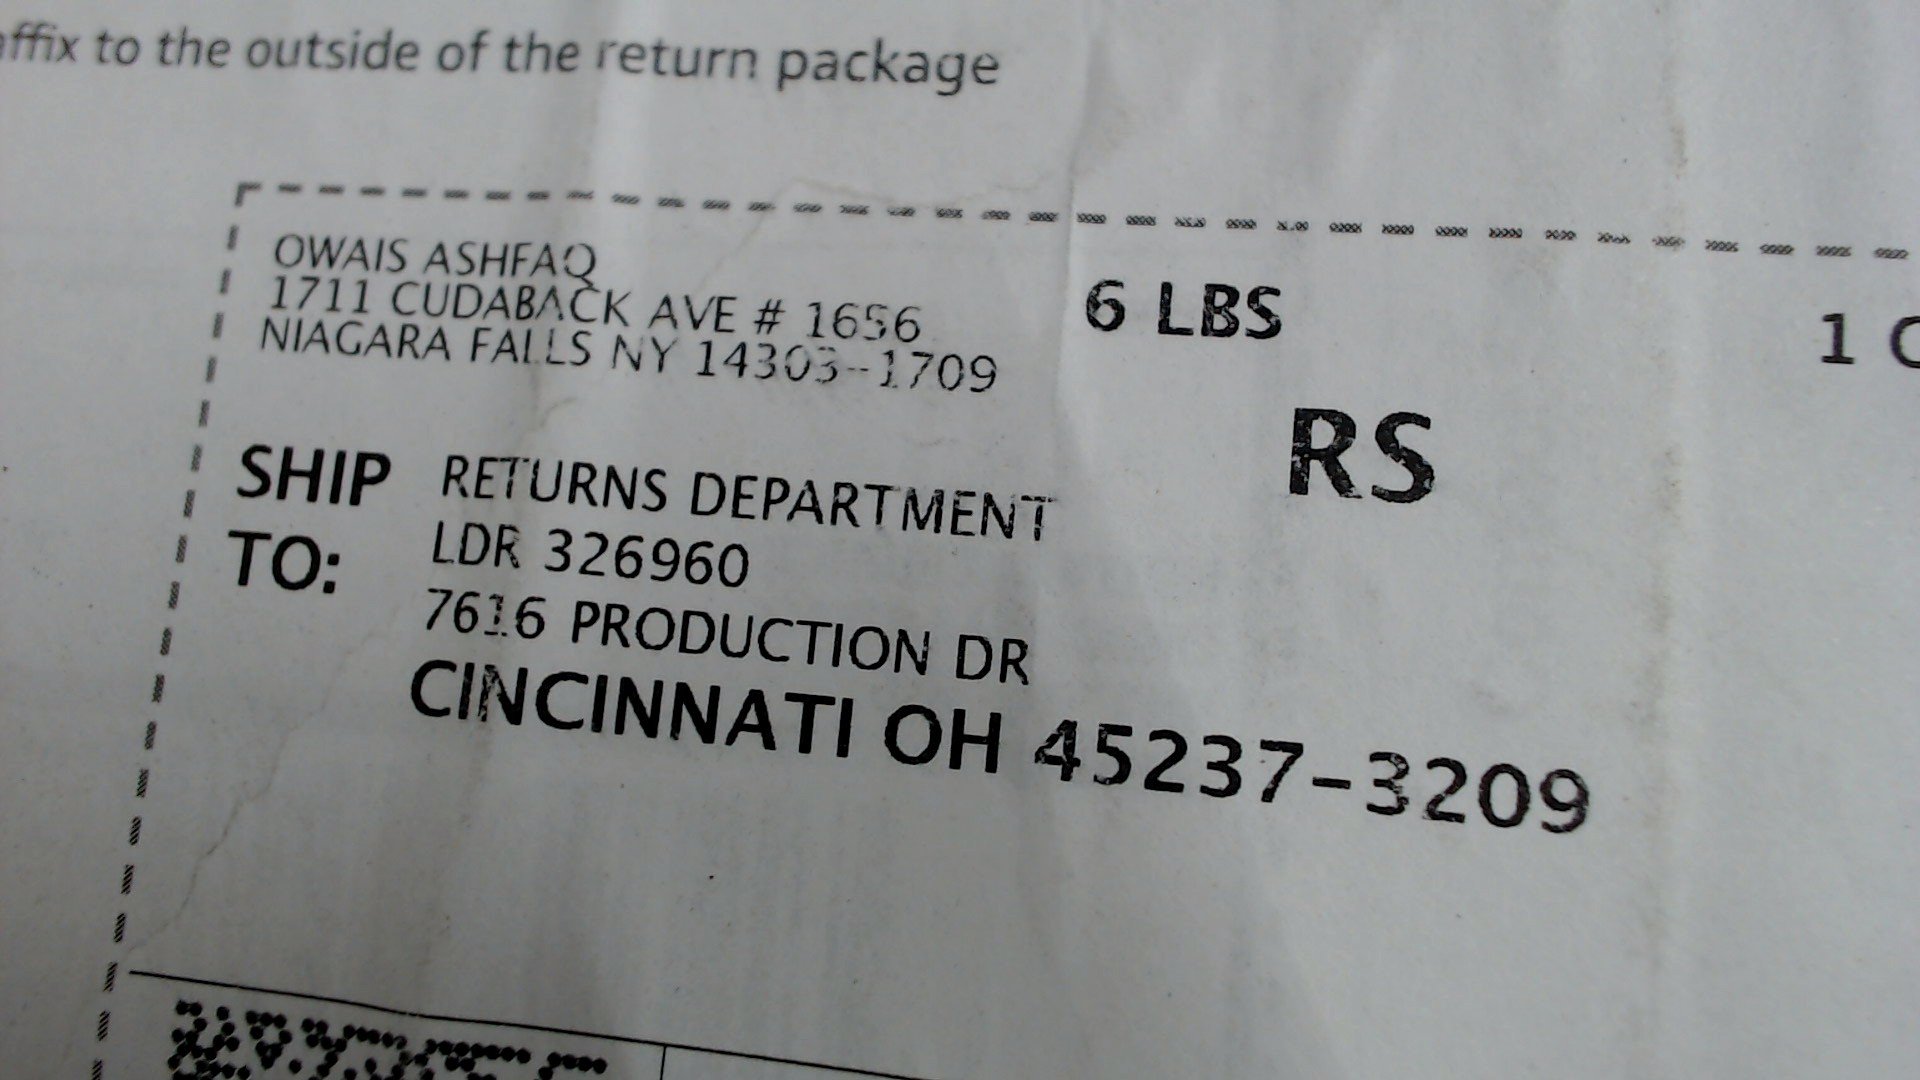 affix to the outside of the return package
OWAIS ASHFAQ
1711 CUDABACK AVE # 1656
NIAGARA FALLS NY 14303-1709
6 LBS
1
RS
SHIP TO:
RETURNS DEPARTMENT
LDR 326960
7616 PRODUCTION DR
CINCINNATI OH 45237-3209